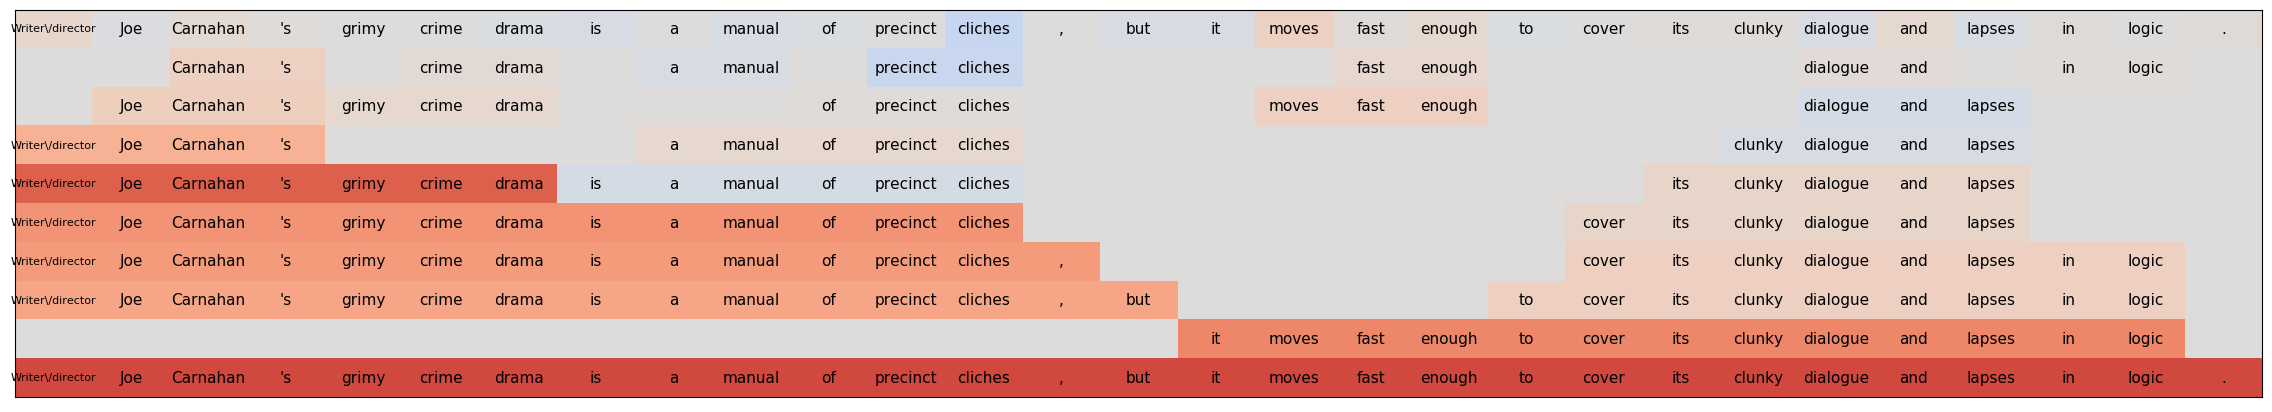 Writer\/director Joe Carnahan 's grimy crime drama is a manual of precinct cliches , but it moves fast enough to cover its clunky dialogue and lapses in logic .
Carnahan 's crime drama a manual precinct cliches fast enough dialogue and in logic
Joe Carnahan 's grimy crime drama of precinct cliches moves fast enough dialogue and lapses
Writer\/director Joe Carnahan 's a manual of precinct cliches clunky dialogue and lapses
Writer\/director Joe Carnahan 's grimy crime drama is a manual of precinct cliches its clunky dialogue and lapses
Writer\/director Joe Carnahan 's grimy crime drama is a manual of precinct cliches cover its clunky dialogue and lapses
Writer\/director Joe Carnahan 's grimy crime drama is a manual of precinct cliches , cover its clunky dialogue and lapses in logic
Writer\/director Joe Carnahan 's grimy crime drama is a manual of precinct cliches , but to cover its clunky dialogue and lapses in logic
it moves fast enough to cover its clunky dialogue and lapses in logic
Writer\/director Joe Carnahan 's grimy crime drama is a manual of precinct cliches , but it moves fast enough to cover its clunky dialogue and lapses in logic .